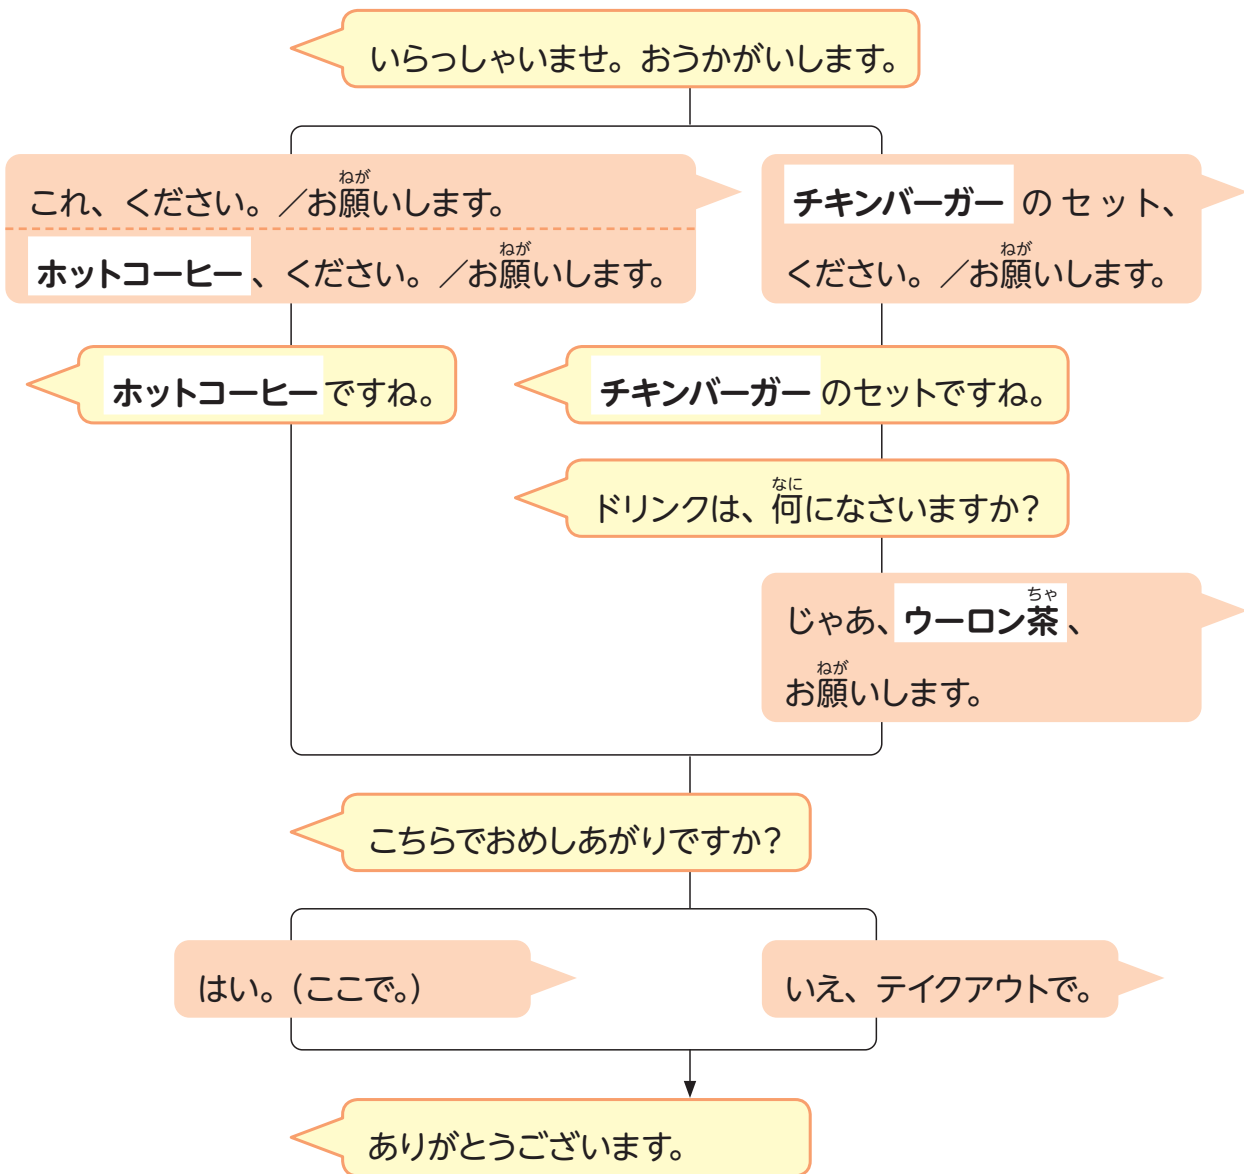 いらっしゃいませ。おうかがいします。
これ、ください。／お願いします。
ねが
ホットコーヒー、ください。／お願いします。
ねが
チキンバーガーのセット、
ください。／お願いします。
ねが
ホットコーヒーですね。
チキンバーガーのセットですね。
ドリンクは、何になさいますか？
なに
じゃあ、ウーロン茶、
ちゃ
お願いします。
ねが
こちらでおめしあがりですか？
はい。（ここで。）
いえ、テイクアウトで。
ありがとうございます。